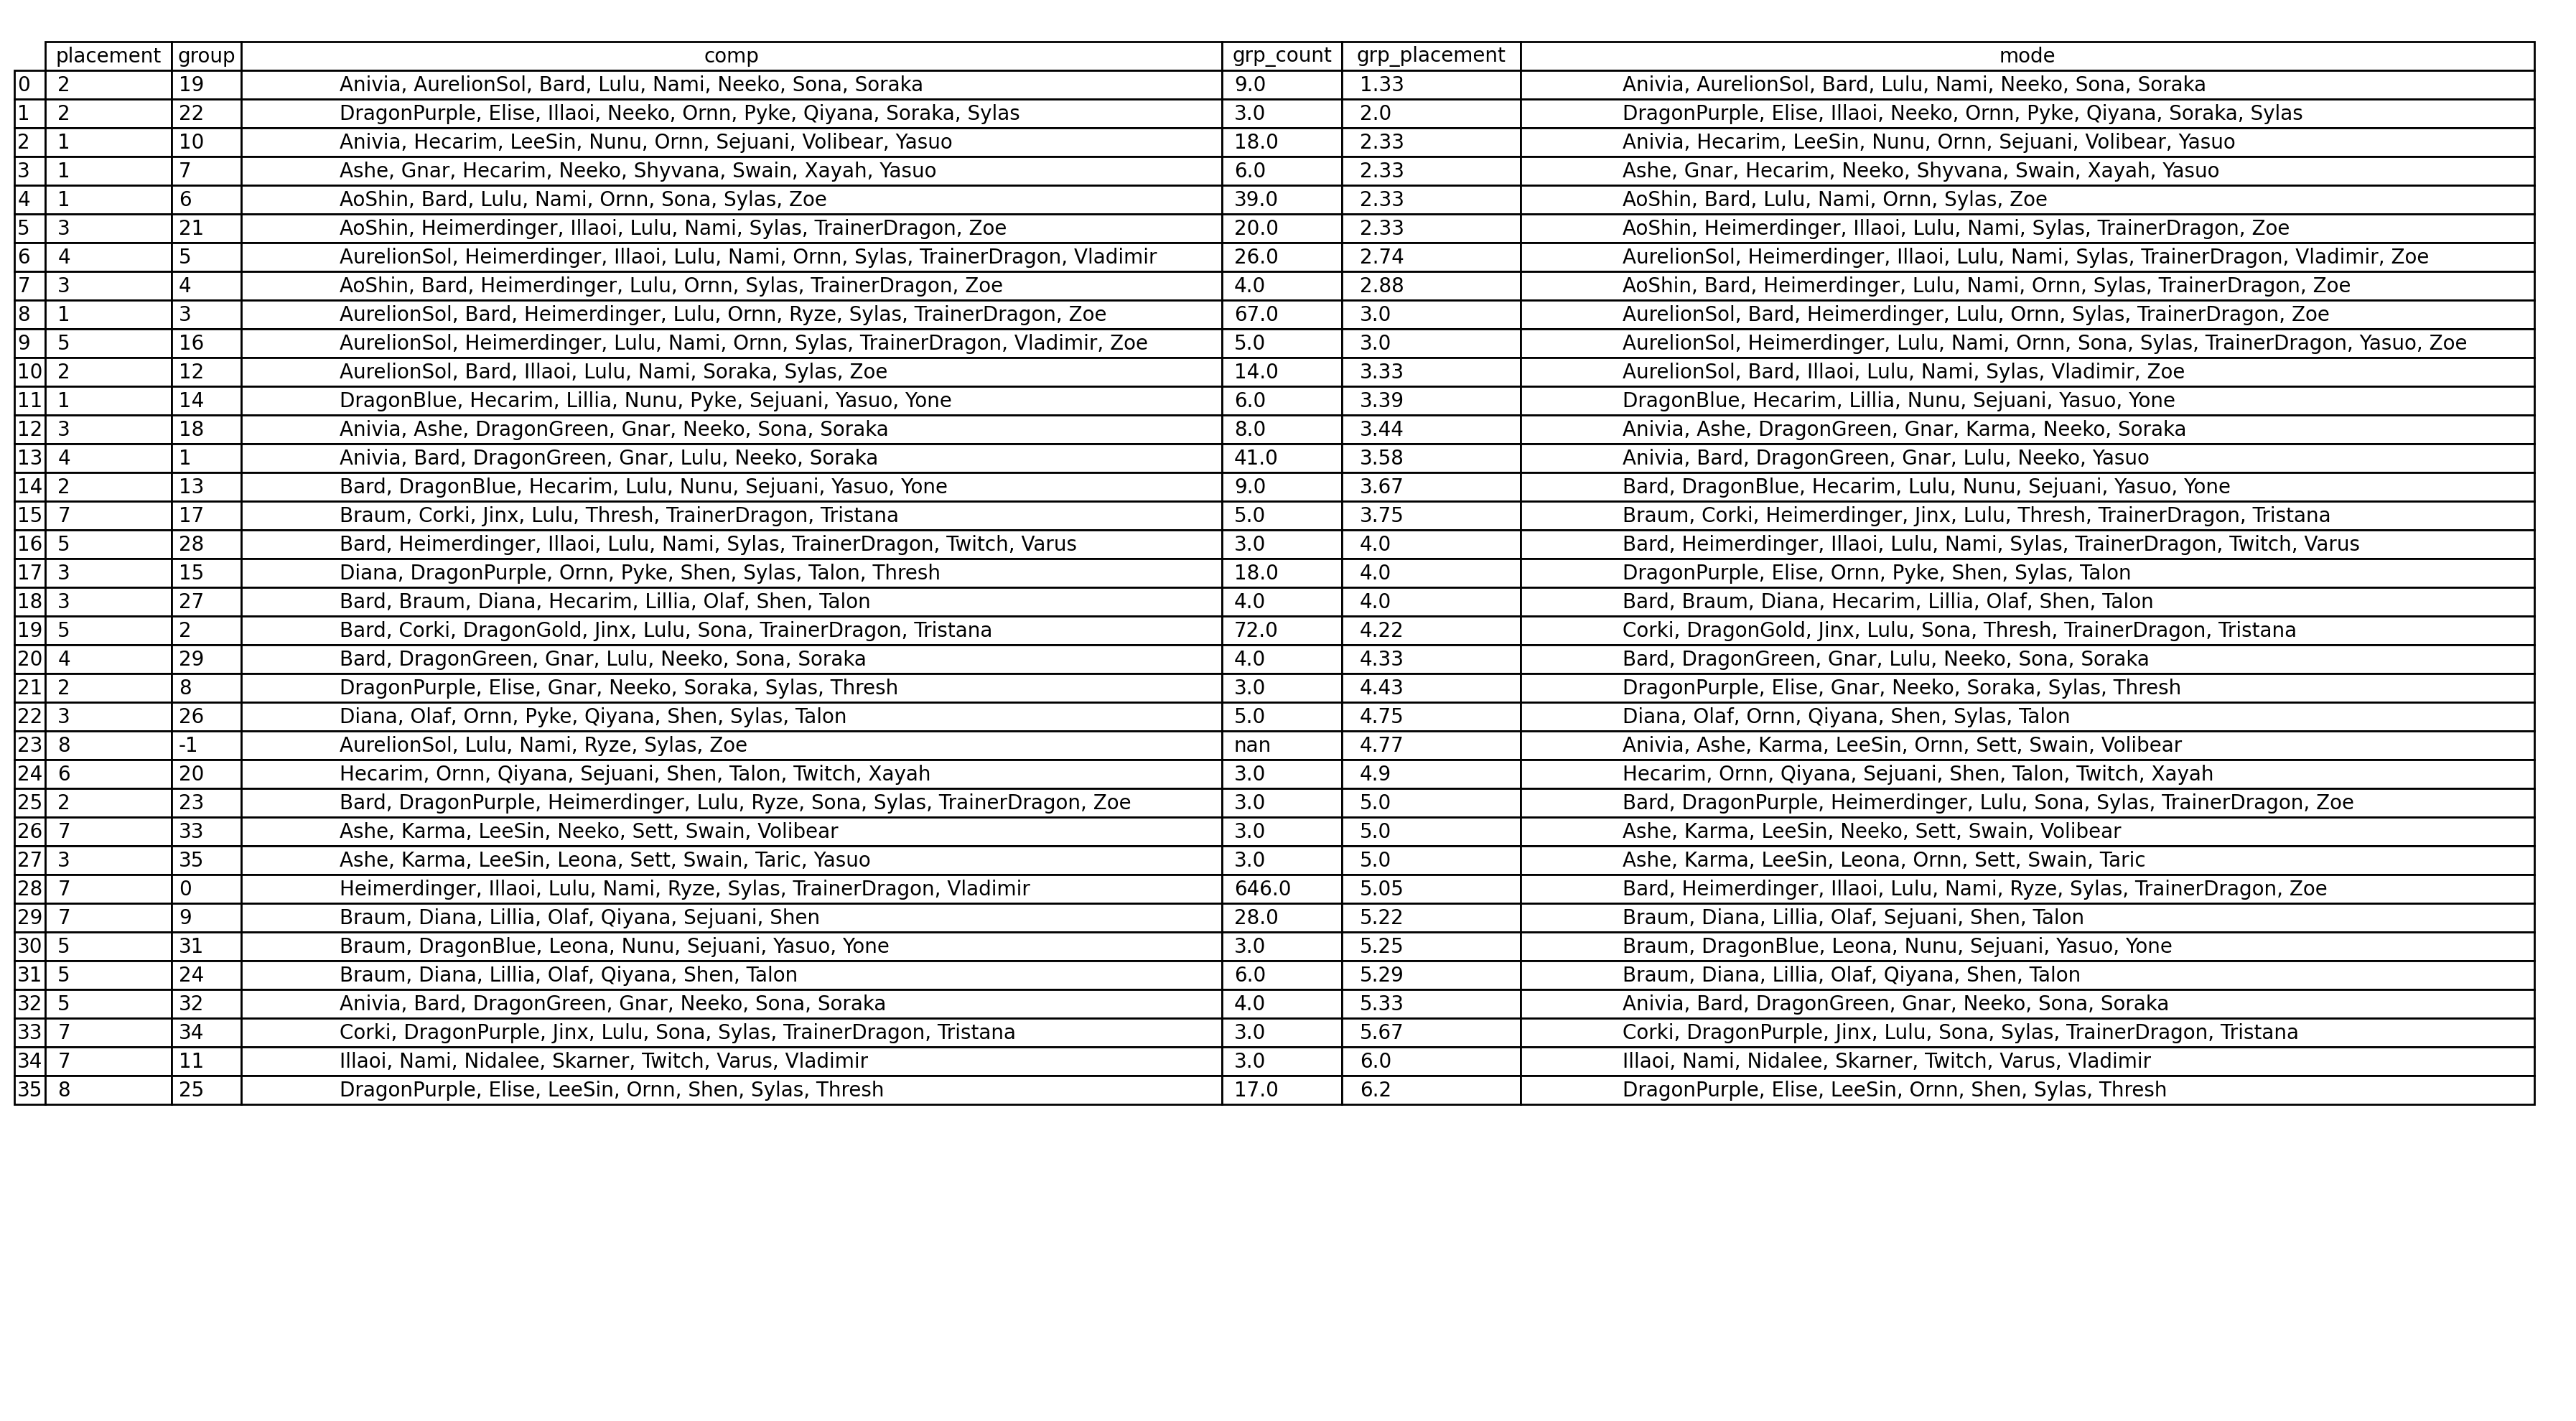 placement group comp grp_count grp_placement mode
0 2 19 Anivia, AurelionSol, Bard, Lulu, Nami, Neeko, Sona, Soraka 9.0 1.33 Anivia, AurelionSol, Bard, Lulu, Nami, Neeko, Sona, Soraka
1 2 22 DragonPurple, Elise, Illaoi, Neeko, Ornn, Pyke, Qiyana, Soraka, Sylas 3.0 2.0 DragonPurple, Elise, Illaoi, Neeko, Ornn, Pyke, Qiyana, Soraka, Sylas
2 1 10 Anivia, Hecarim, LeeSin, Nunu, Ornn, Sejuani, Volibear, Yasuo 18.0 2.33 Anivia, Hecarim, LeeSin, Nunu, Ornn, Sejuani, Volibear, Yasuo
3 1 7 Ashe, Gnar, Hecarim, Neeko, Shyvana, Swain, Xayah, Yasuo 6.0 2.33 Ashe, Gnar, Hecarim, Neeko, Shyvana, Swain, Xayah, Yasuo
4 1 6 AoShin, Bard, Lulu, Nami, Ornn, Sona, Sylas, Zoe 39.0 2.33 AoShin, Bard, Lulu, Nami, Ornn, Sylas, Zoe
5 3 21 AoShin, Heimerdinger, Illaoi, Lulu, Nami, Sylas, TrainerDragon, Zoe 20.0 2.33 AoShin, Heimerdinger, Illaoi, Lulu, Nami, Sylas, TrainerDragon, Zoe
6 4 5 AurelionSol, Heimerdinger, Illaoi, Lulu, Nami, Ornn, Sylas, TrainerDragon, Vladimir 26.0 2.74 AurelionSol, Heimerdinger, Illaoi, Lulu, Nami, Sylas, TrainerDragon, Vladimir, Zoe
7 3 4 AoShin, Bard, Heimerdinger, Lulu, Ornn, Sylas, TrainerDragon, Zoe 4.0 2.88 AoShin, Bard, Heimerdinger, Lulu, Nami, Ornn, Sylas, TrainerDragon, Zoe
8 1 3 AurelionSol, Bard, Heimerdinger, Lulu, Ornn, Ryze, Sylas, TrainerDragon, Zoe 67.0 3.0 AurelionSol, Bard, Heimerdinger, Lulu, Ornn, Sylas, TrainerDragon, Zoe
9 5 16 AurelionSol, Heimerdinger, Lulu, Nami, Ornn, Sylas, TrainerDragon, Vladimir, Zoe 5.0 3.0 AurelionSol, Heimerdinger, Lulu, Nami, Ornn, Sona, Sylas, TrainerDragon, Yasuo, Zoe
10 2 12 AurelionSol, Bard, Illaoi, Lulu, Nami, Soraka, Sylas, Zoe 14.0 3.33 AurelionSol, Bard, Illaoi, Lulu, Nami, Sylas, Vladimir, Zoe
11 1 14 DragonBlue, Hecarim, Lillia, Nunu, Pyke, Sejuani, Yasuo, Yone 6.0 3.39 DragonBlue, Hecarim, Lillia, Nunu, Sejuani, Yasuo, Yone
12 3 18 Anivia, Ashe, DragonGreen, Gnar, Neeko, Sona, Soraka 8.0 3.44 Anivia, Ashe, DragonGreen, Gnar, Karma, Neeko, Soraka
13 4 1 Anivia, Bard, DragonGreen, Gnar, Lulu, Neeko, Soraka 41.0 3.58 Anivia, Bard, DragonGreen, Gnar, Lulu, Neeko, Yasuo
14 2 13 Bard, DragonBlue, Hecarim, Lulu, Nunu, Sejuani, Yasuo, Yone 9.0 3.67 Bard, DragonBlue, Hecarim, Lulu, Nunu, Sejuani, Yasuo, Yone
15 7 17 Braum, Corki, Jinx, Lulu, Thresh, TrainerDragon, Tristana 5.0 3.75 Braum, Corki, Heimerdinger, Jinx, Lulu, Thresh, TrainerDragon, Tristana
16 5 28 Bard, Heimerdinger, Illaoi, Lulu, Nami, Sylas, TrainerDragon, Twitch, Varus 3.0 4.0 Bard, Heimerdinger, Illaoi, Lulu, Nami, Sylas, TrainerDragon, Twitch, Varus
17 3 15 Diana, DragonPurple, Ornn, Pyke, Shen, Sylas, Talon, Thresh 18.0 4.0 DragonPurple, Elise, Ornn, Pyke, Shen, Sylas, Talon
18 3 27 Bard, Braum, Diana, Hecarim, Lillia, Olaf, Shen, Talon 4.0 4.0 Bard, Braum, Diana, Hecarim, Lillia, Olaf, Shen, Talon
19 5 2 Bard, Corki, DragonGold, Jinx, Lulu, Sona, TrainerDragon, Tristana 72.0 4.22 Corki, DragonGold, Jinx, Lulu, Sona, Thresh, TrainerDragon, Tristana
20 4 29 Bard, DragonGreen, Gnar, Lulu, Neeko, Sona, Soraka 4.0 4.33 Bard, DragonGreen, Gnar, Lulu, Neeko, Sona, Soraka
21 2 8 DragonPurple, Elise, Gnar, Neeko, Soraka, Sylas, Thresh 3.0 4.43 DragonPurple, Elise, Gnar, Neeko, Soraka, Sylas, Thresh
22 3 26 Diana, Olaf, Ornn, Pyke, Qiyana, Shen, Sylas, Talon 5.0 4.75 Diana, Olaf, Ornn, Qiyana, Shen, Sylas, Talon
23 8 -1 AurelionSol, Lulu, Nami, Ryze, Sylas, Zoe nan 4.77 Anivia, Ashe, Karma, LeeSin, Ornn, Sett, Swain, Volibear
24 6 20 Hecarim, Ornn, Qiyana, Sejuani, Shen, Talon, Twitch, Xayah 3.0 4.9 Hecarim, Ornn, Qiyana, Sejuani, Shen, Talon, Twitch, Xayah
25 2 23 Bard, DragonPurple, Heimerdinger, Lulu, Ryze, Sona, Sylas, TrainerDragon, Zoe 3.0 5.0 Bard, DragonPurple, Heimerdinger, Lulu, Sona, Sylas, TrainerDragon, Zoe
26 7 33 Ashe, Karma, LeeSin, Neeko, Sett, Swain, Volibear 3.0 5.0 Ashe, Karma, LeeSin, Neeko, Sett, Swain, Volibear
27 3 35 Ashe, Karma, LeeSin, Leona, Sett, Swain, Taric, Yasuo 3.0 5.0 Ashe, Karma, LeeSin, Leona, Ornn, Sett, Swain, Taric
28 7 0 Heimerdinger, Illaoi, Lulu, Nami, Ryze, Sylas, TrainerDragon, Vladimir 646.0 5.05 Bard, Heimerdinger, Illaoi, Lulu, Nami, Ryze, Sylas, TrainerDragon, Zoe
29 7 9 Braum, Diana, Lillia, Olaf, Qiyana, Sejuani, Shen 28.0 5.22 Braum, Diana, Lillia, Olaf, Sejuani, Shen, Talon
30 5 31 Braum, DragonBlue, Leona, Nunu, Sejuani, Yasuo, Yone 3.0 5.25 Braum, DragonBlue, Leona, Nunu, Sejuani, Yasuo, Yone
31 5 24 Braum, Diana, Lillia, Olaf, Qiyana, Shen, Talon 6.0 5.29 Braum, Diana, Lillia, Olaf, Qiyana, Shen, Talon
32 5 32 Anivia, Bard, DragonGreen, Gnar, Neeko, Sona, Soraka 4.0 5.33 Anivia, Bard, DragonGreen, Gnar, Neeko, Sona, Soraka
33 7 34 Corki, DragonPurple, Jinx, Lulu, Sona, Sylas, TrainerDragon, Tristana 3.0 5.67 Corki, DragonPurple, Jinx, Lulu, Sona, Sylas, TrainerDragon, Tristana
34 7 11 Illaoi, Nami, Nidalee, Skarner, Twitch, Varus, Vladimir 3.0 6.0 Illaoi, Nami, Nidalee, Skarner, Twitch, Varus, Vladimir
35 8 25 DragonPurple, Elise, LeeSin, Ornn, Shen, Sylas, Thresh 17.0 6.2 DragonPurple, Elise, LeeSin, Ornn, Shen, Sylas, Thresh